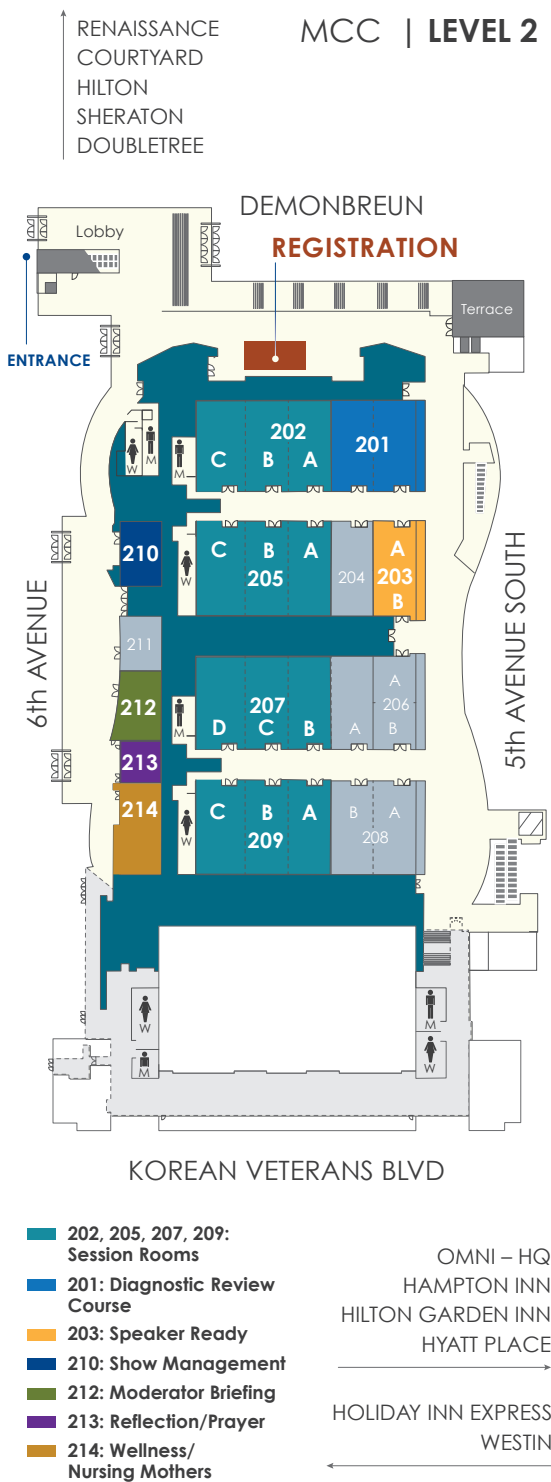 RENAISSANCE
COURTYARD
HILTON
SHERATON
DOUBLETREE
MCC | LEVEL 2
DEMONBREUN
Lobby
REGISTRATION
Terrace
ENTRANCE
202
201
C B A
W
M
M
210
C B A
205
204
A
203
B
W
6th AVENUE
5th AVENUE SOUTH
211
212
207
D C B
A
A
206
B
M
213
214
C B A
209
B A
208
W
W
M
M
W
KOREAN VETERANS BLVD
202, 205, 207, 209:
Session Rooms
201: Diagnostic Review
Course
203: Speaker Ready
210: Show Management
212: Moderator Briefing
213: Reflection/Prayer
214: Wellness/
Nursing Mothers
OMNI – HQ
HAMPTON INN
HILTON GARDEN INN
HYATT PLACE
HOLIDAY INN EXPRESS
WESTIN